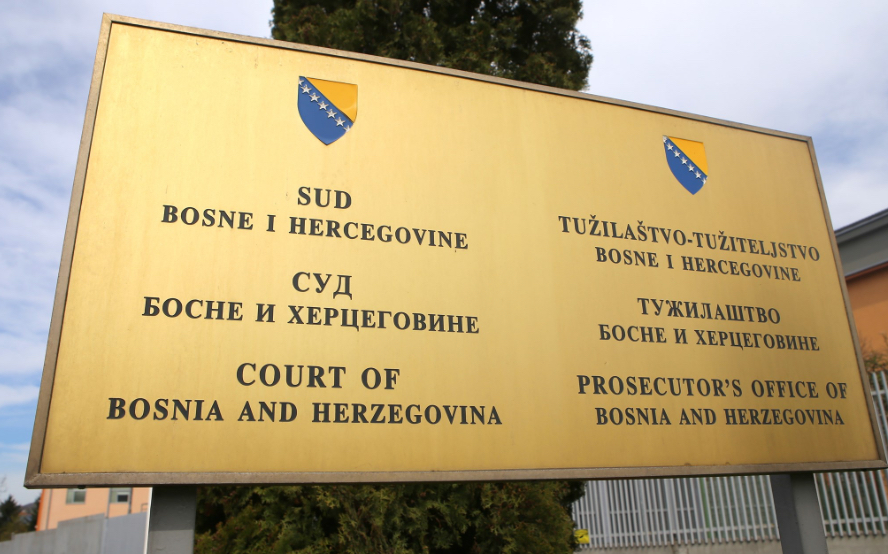 SUD
BOSNE I HERCEGOVINE
СУД
БОСНЕ И ХЕРЦЕГОВИНЕ
COURT OF
BOSNIA AND HERZEGOVINA
TUŽILAŠTVO-TUŽITELJSTVO
BOSNE I HERCEGOVINE
ТУЖИЛАШТВО
БОСНЕ И ХЕРЦЕГОВИНЕ
PROSECUTOR'S OFFICE OF
BOSNIA AND HERZEGOVINA